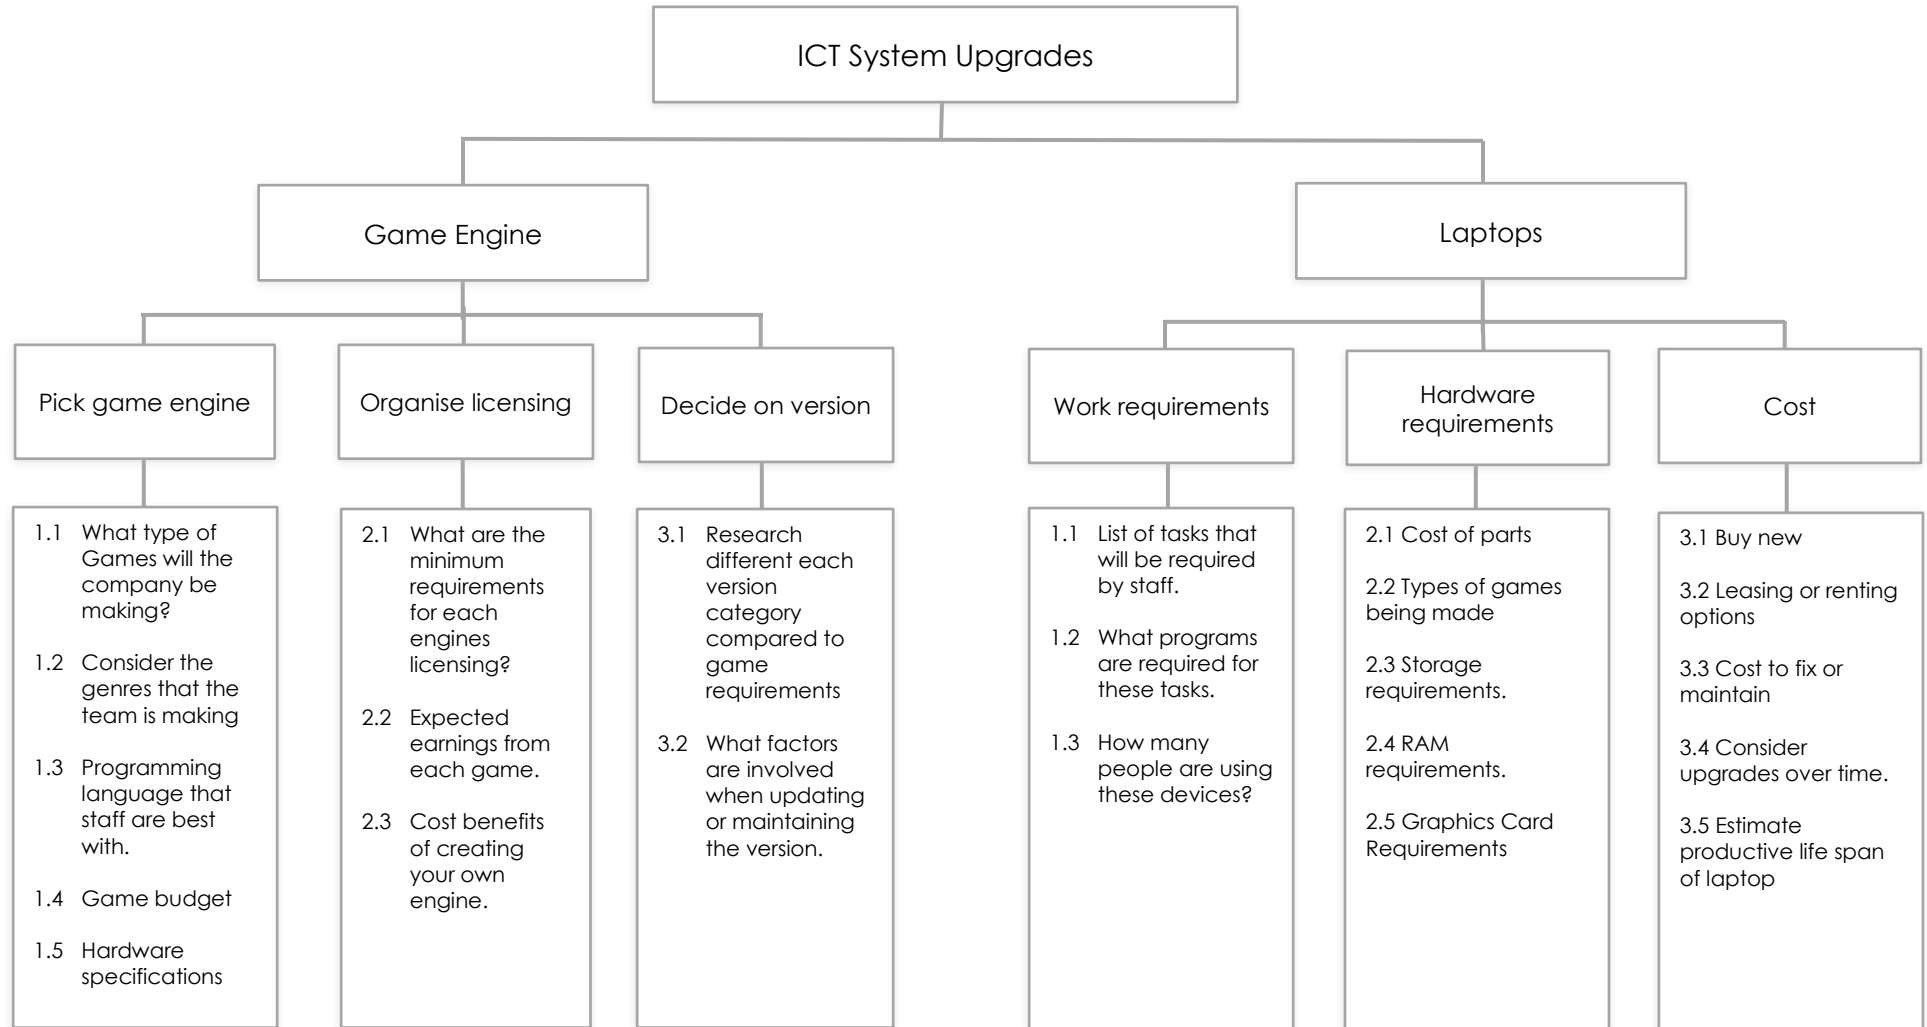 ICT System Upgrades
Game Engine
Laptops
Pick game engine
Organise licensing
Decide on version
Work requirements
Hardware
requirements
Cost
1.1 What type of
Games will the
company be
making?
1.2 Consider the
genres that the
team is making
1.3 Programming
language that
staff are best
with.
1.4 Game budget
1.5 Hardware
specifications
2.1 What are the
minimum
requirements
for each
engines
licensing?
2.2 Expected
earnings from
each game.
2.3 Cost benefits
of creating
your own
engine.
3.1 Research
different each
version
category
compared to
game
requirements
3.2 What factors
are involved
when updating
or maintaining
the version.
1.1 List of tasks that
will be required
by staff.
1.2 What programs
are required for
these tasks.
1.3 How many
people are using
these devices?
2.1 Cost of parts
2.2 Types of games
being made
2.3 Storage
requirements.
2.4 RAM
requirements.
2.5 Graphics Card
Requirements
3.1 Buy new
3.2 Leasing or renting
options
3.3 Cost to fix or
maintain
3.4 Consider
upgrades over time.
3.5 Estimate
productive life span
of laptop